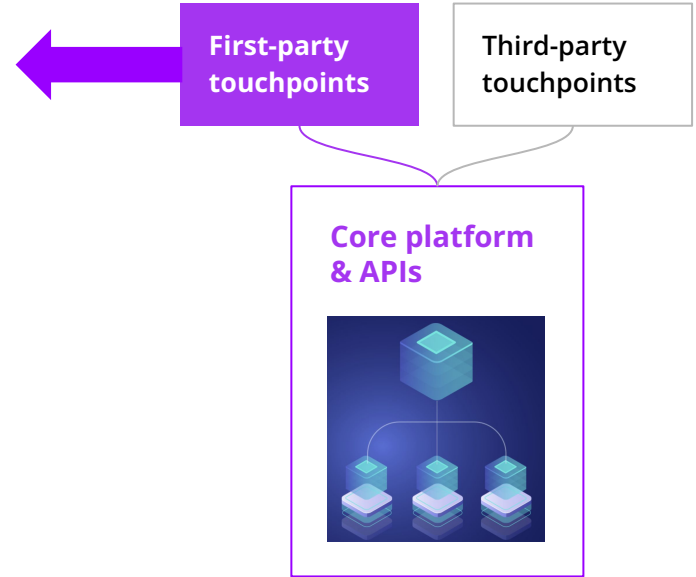 First-party
touchpoints
Third-party
touchpoints
Core platform
& APIs